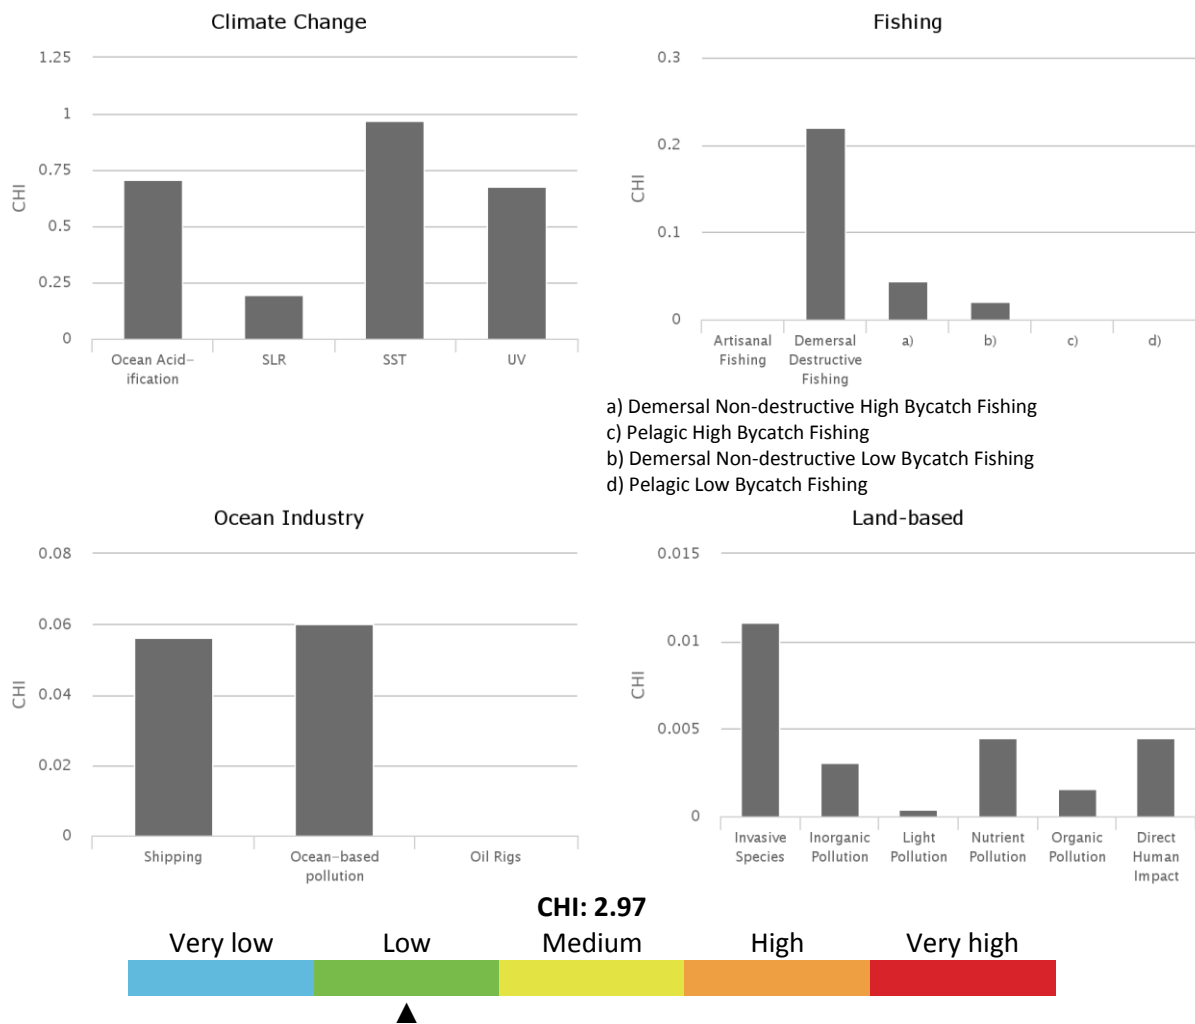 Climate Change
1.25
1
0.75
0.5
0.25
0
CHI
Ocean Acid-
ification
SLR
SST
UV
Fishing
0.3
0.2
0.1
0
CHI
Artisanal
Fishing
Demersal
Destructive
Fishing
a)
b)
c)
d)
a) Demersal Non-destructive High Bycatch Fishing
c) Pelagic High Bycatch Fishing
b) Demersal Non-destructive Low Bycatch Fishing
d) Pelagic Low Bycatch Fishing
Ocean Industry
0.08
0.06
0.04
0.02
0
CHI
Shipping
Ocean-based
pollution
Oil Rigs
Land-based
0.015
0.01
0.005
0
CHI
Invasive
Species
Inorganic
Pollution
Light
Pollution
Nutrient
Pollution
Organic
Pollution
Direct
Human
Impact
CHI: 2.97
Very low
Low
Medium
High
Very high